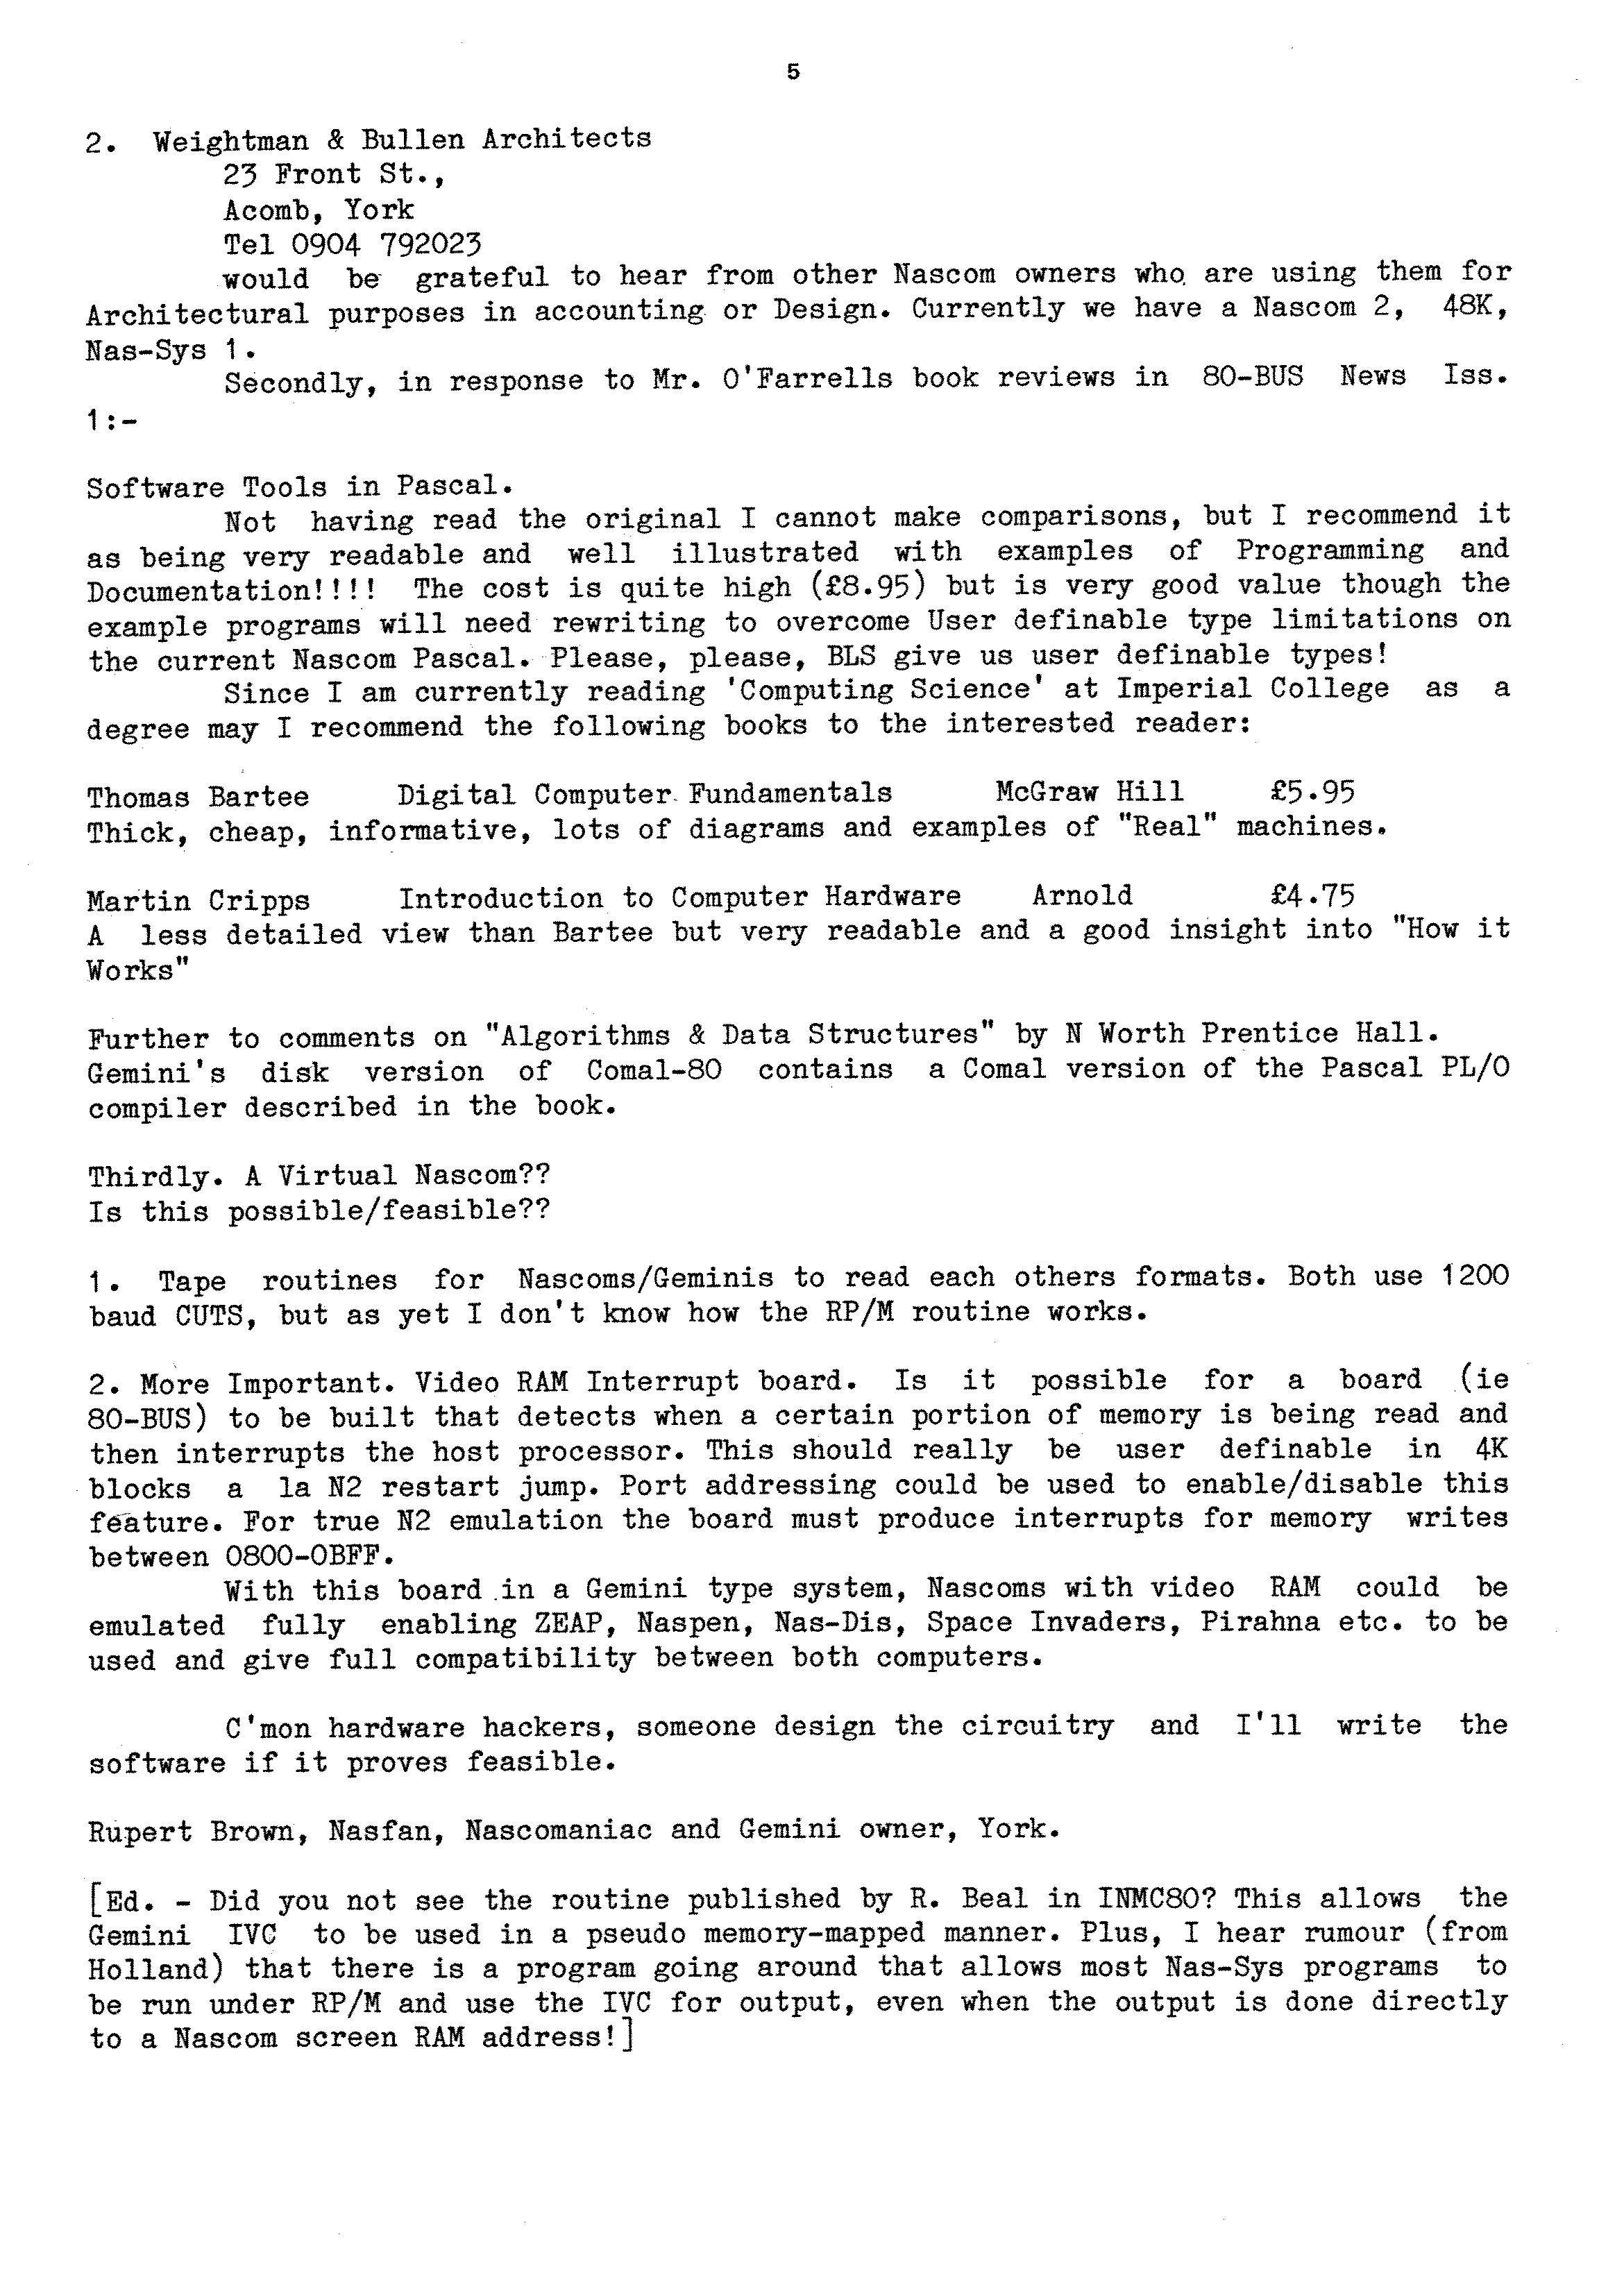 5
2. Weightman & Bullen Architects
23 Front St.,
Acomb, York
Tel 0904 792023
would be grateful to hear from other Nascom owners who are using them for
Architectural purposes in accounting or Design. Currently we have a Nascom 2, 48K,
Nas-Sys 1.
Secondly, in response to Mr. O'Farrells book reviews in 80-BUS News Iss.
1:-
Software Tools in Pascal.
Not having read the original I cannot make comparisons, but I recommend it
as being very readable and well illustrated with examples of Programming and
Documentation!!!! The cost is quite high (£8.95) but is very good value though the
example programs will need rewriting to overcome User definable type limitations on
the current Nascom Pascal. Please, please, BLS give us user definable types!
Since I am currently reading 'Computing Science' at Imperial College as a
degree may I recommend the following books to the interested reader:
Thomas Bartee Digital Computer Fundamentals McGraw Hill £5.95
Thick, cheap, informative, lots of diagrams and examples of "Real" machines.
Martin Cripps Introduction to Computer Hardware Arnold £4.75
A less detailed view than Bartee but very readable and a good insight into "How it
Works"
Further to comments on "Algorithms & Data Structures" by N Worth Prentice Hall.
Gemini's disk version of Comal-80 contains a Comal version of the Pascal PL/0
compiler described in the book.
Thirdly. A Virtual Nascom??
Is this possible/feasible??
1. Tape routines for Nascoms/Geminis to read each others formats. Both use 1200
baud CUTS, but as yet I don't know how the RP/M routine works.
2. More Important. Video RAM Interrupt board. Is it possible for a board (ie
80-BUS) to be built that detects when a certain portion of memory is being read and
then interrupts the host processor. This should really be user definable in 4K
blocks a la N2 restart jump. Port addressing could be used to enable/disable this
feature. For true N2 emulation the board must produce interrupts for memory writes
between 0800-0BFF.
With this board in a Gemini type system, Nascoms with video RAM could be
emulated fully enabling ZEAP, Naspen, Nas-Dis, Space Invaders, Pirahna etc. to be
used and give full compatibility between both computers.
C'mon hardware hackers, someone design the circuitry and I'll write the
software if it proves feasible.
Rupert Brown, Nasfan, Nascomaniac and Gemini owner, York.
[Ed. - Did you not see the routine published by R. Beal in INMC80? This allows the
Gemini IVC to be used in a pseudo memory-mapped manner. Plus, I hear rumour (from
Holland) that there is a program going around that allows most Nas-Sys programs to
be run under RP/M and use the IVC for output, even when the output is done directly
to a Nascom screen RAM address!]